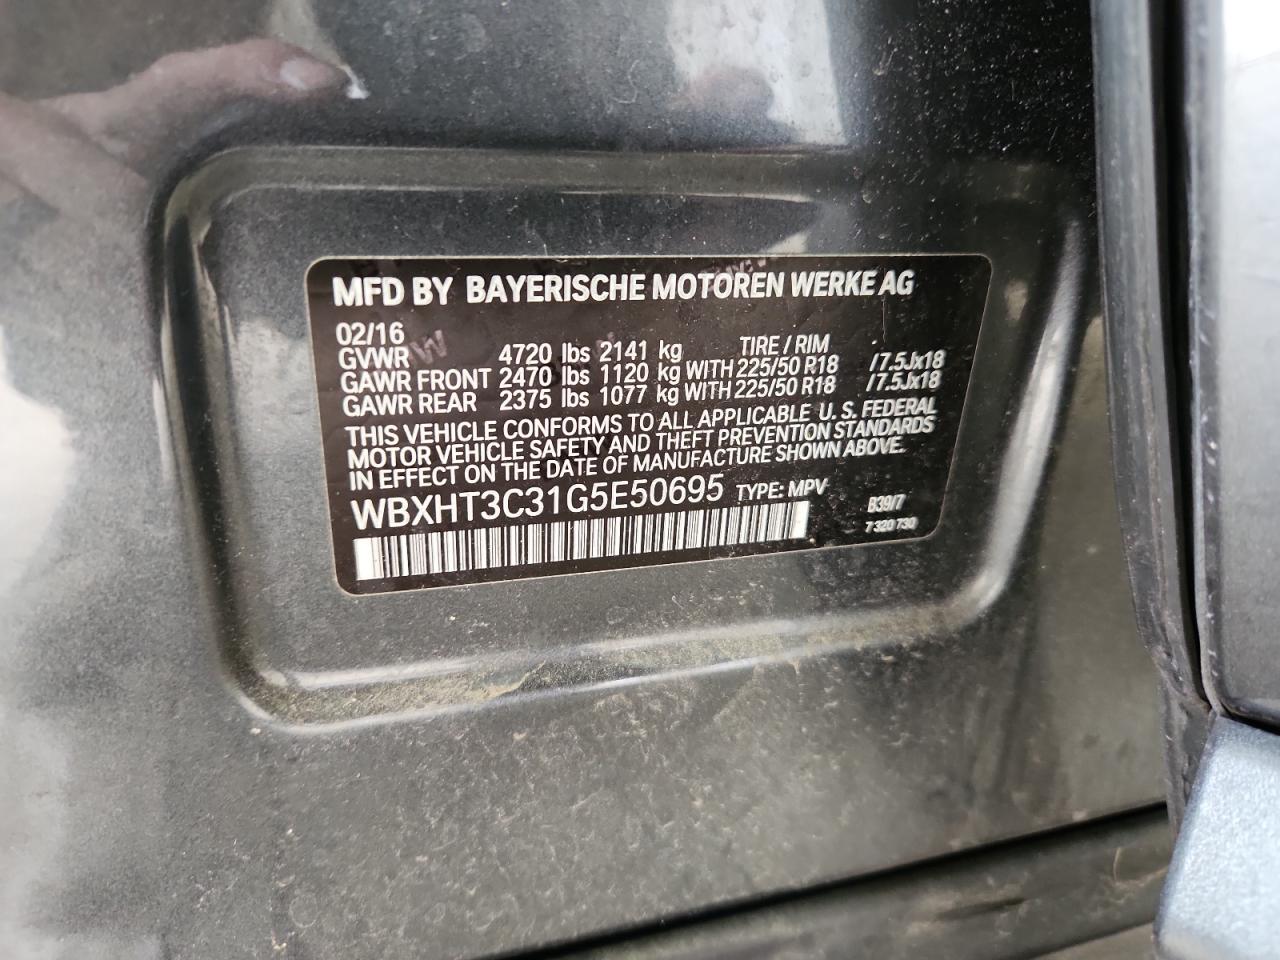 MFD BY BAYERISCHE MOTOREN WERKE AG
02/16
GVWR 4720 lbs 2141 kg TIRE / RIM
GAWR FRONT 2470 lbs 1120 kg WITH 225/50 R18 /7.5Jx18
GAWR REAR 2375 lbs 1077 kg WITH 225/50 R18 /7.5Jx18
THIS VEHICLE CONFORMS TO ALL APPLICABLE U. S. FEDERAL
MOTOR VEHICLE SAFETY AND THEFT PREVENTION STANDARDS
IN EFFECT ON THE DATE OF MANUFACTURE SHOWN ABOVE.
WBXHT3C31G5E50695 TYPE: MPV
B39/7
7 320 730